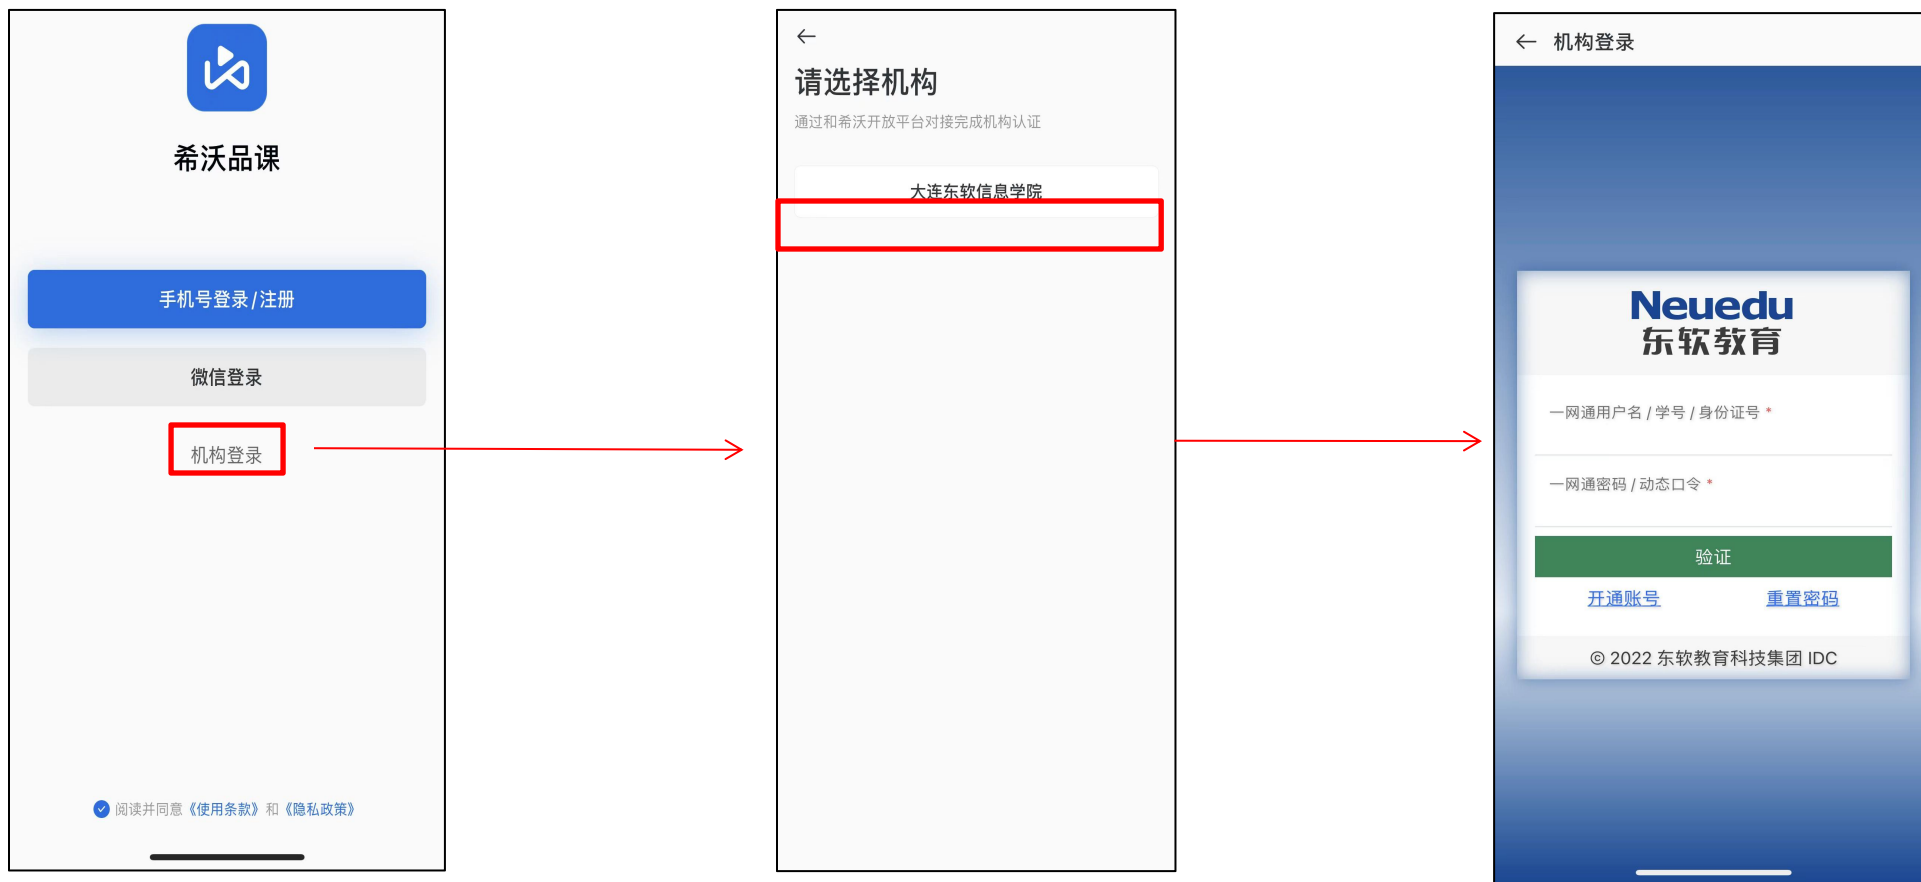 希沃品课
手机号登录/注册
微信登录
机构登录
阅读并同意《使用条款》和《隐私政策》
请选择机构
通过和希沃开放平台对接完成机构认证
大连东软信息学院
机构登录
Neuedu
东软教育
一网通用户名 / 学号 / 身份证号 *
一网通密码 / 动态口令 *
验证
开通账号 重置密码
© 2022 东软教育科技集团 IDC